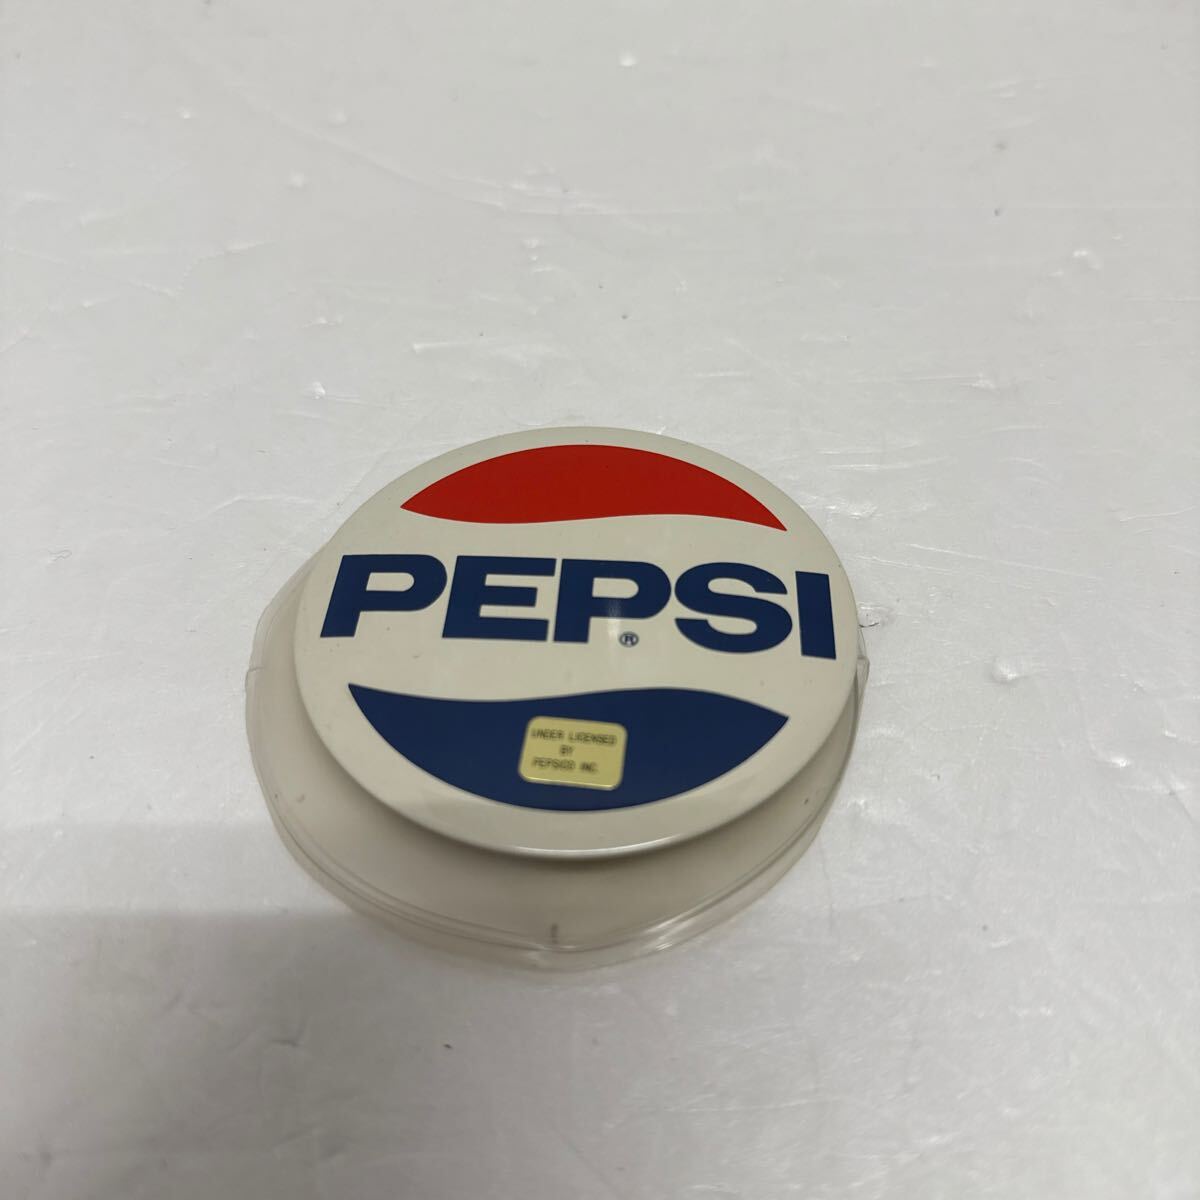 PEPSI®
UNDER LICENSED
BY
PEPSICO INC.